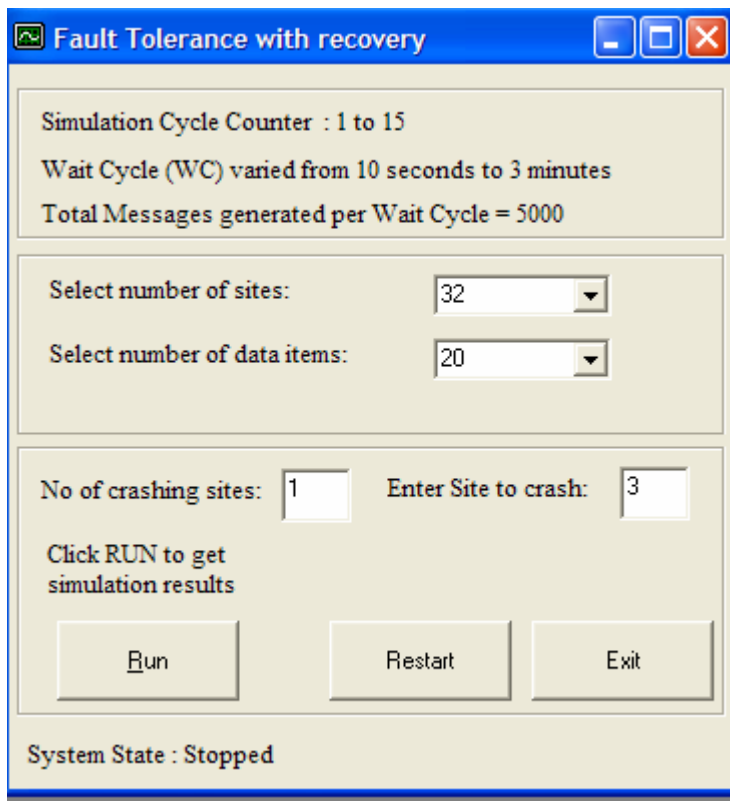 Fault Tolerance with recovery
Simulation Cycle Counter : 1 to 15
Wait Cycle (WC) varied from 10 seconds to 3 minutes
Total Messages generated per Wait Cycle = 5000
Select number of sites: 32
Select number of data items: 20
No of crashing sites: 1 Enter Site to crash: 3
Click RUN to get
simulation results
Run Restart Exit
System State : Stopped